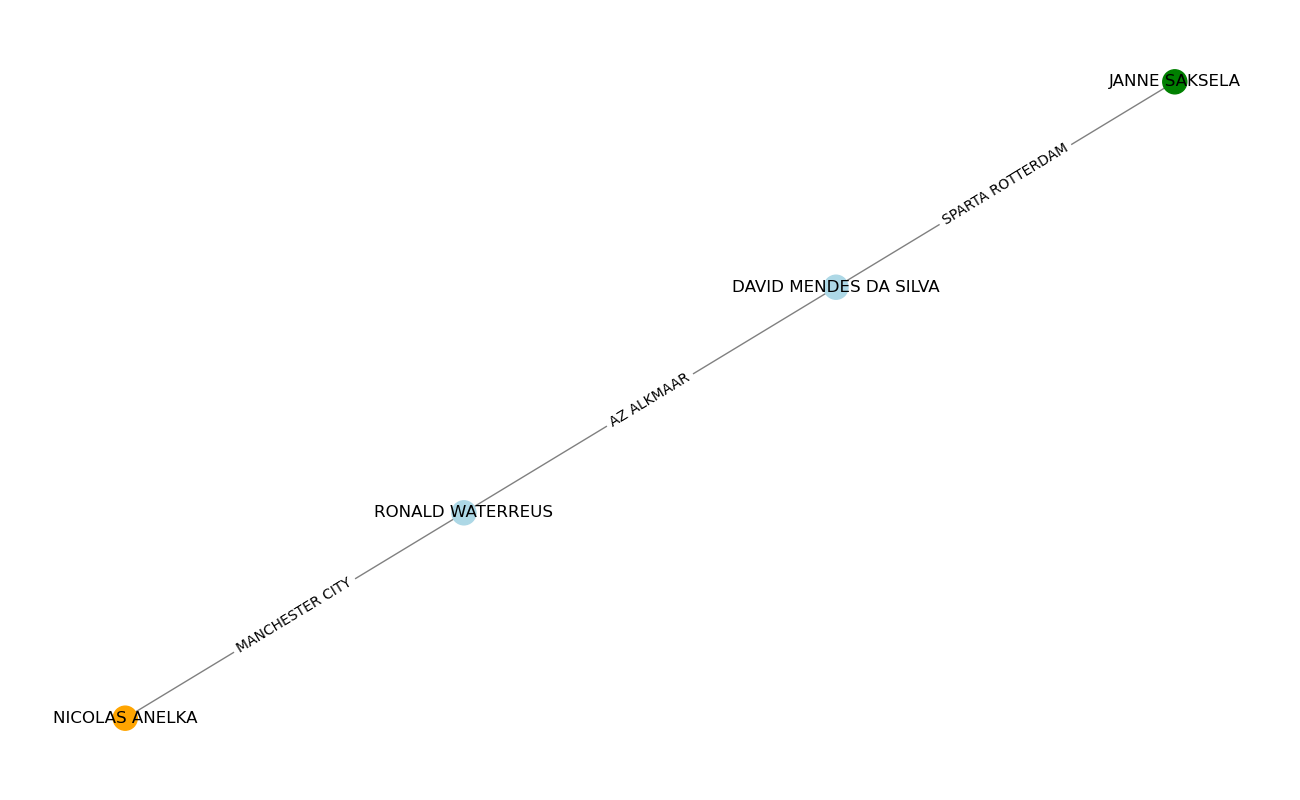 JANNE SAKSELA
SPARTA ROTTERDAM
DAVID MENDES DA SILVA
AZ ALKMAAR
RONALD WATERREUS
MANCHESTER CITY
NICOLAS ANELKA